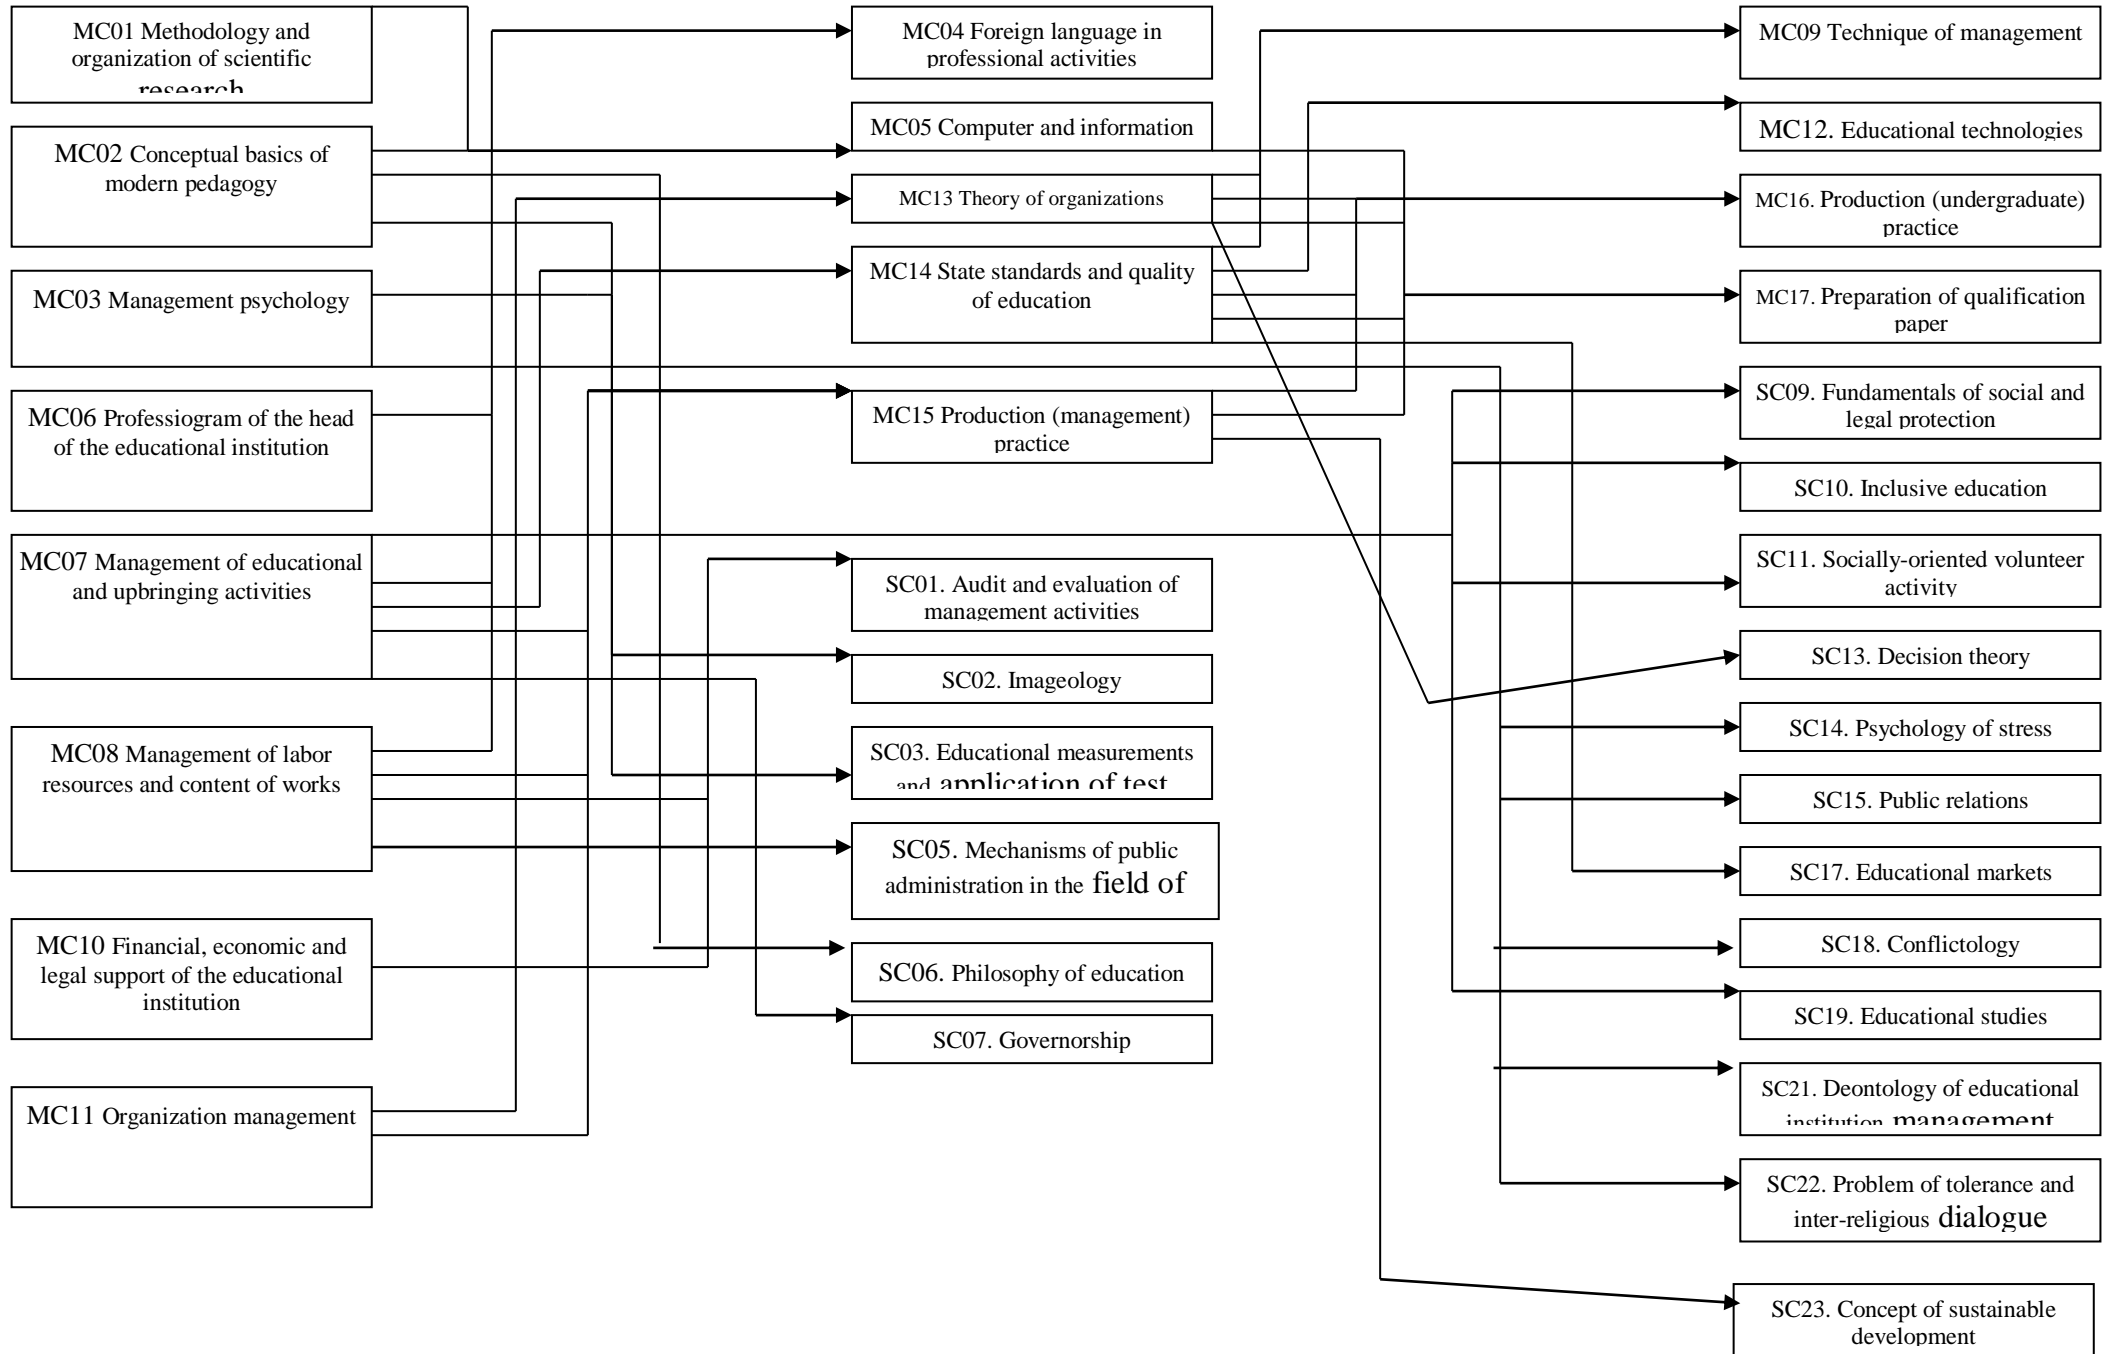 MC01 Methodology and
organization of scientific
research
MC02 Conceptual basics of
modern pedagogy
MC03 Management psychology
MC06 Professiogram of the head
of the educational institution
MC07 Management of educational
and upbringing activities
MC08 Management of labor
resources and content of works
MC10 Financial, economic and
legal support of the educational
institution
MC11 Organization management
MC04 Foreign language in
professional activities
MC05 Computer and information
MC13 Theory of organizations
MC14 State standards and quality
of education
MC15 Production (management)
practice
SC01. Audit and evaluation of
management activities
SC02. Imageology
SC03. Educational measurements
and application of test
SC05. Mechanisms of public
administration in the field of
SC06. Philosophy of education
SC07. Governorship
MC09 Technique of management
MC12. Educational technologies
MC16. Production (undergraduate)
practice
MC17. Preparation of qualification
paper
SC09. Fundamentals of social and
legal protection
SC10. Inclusive education
SC11. Socially-oriented volunteer
activity
SC13. Decision theory
SC14. Psychology of stress
SC15. Public relations
SC17. Educational markets
SC18. Conflictology
SC19. Educational studies
SC21. Deontology of educational
institution management
SC22. Problem of tolerance and
inter-religious dialogue
SC23. Concept of sustainable
development